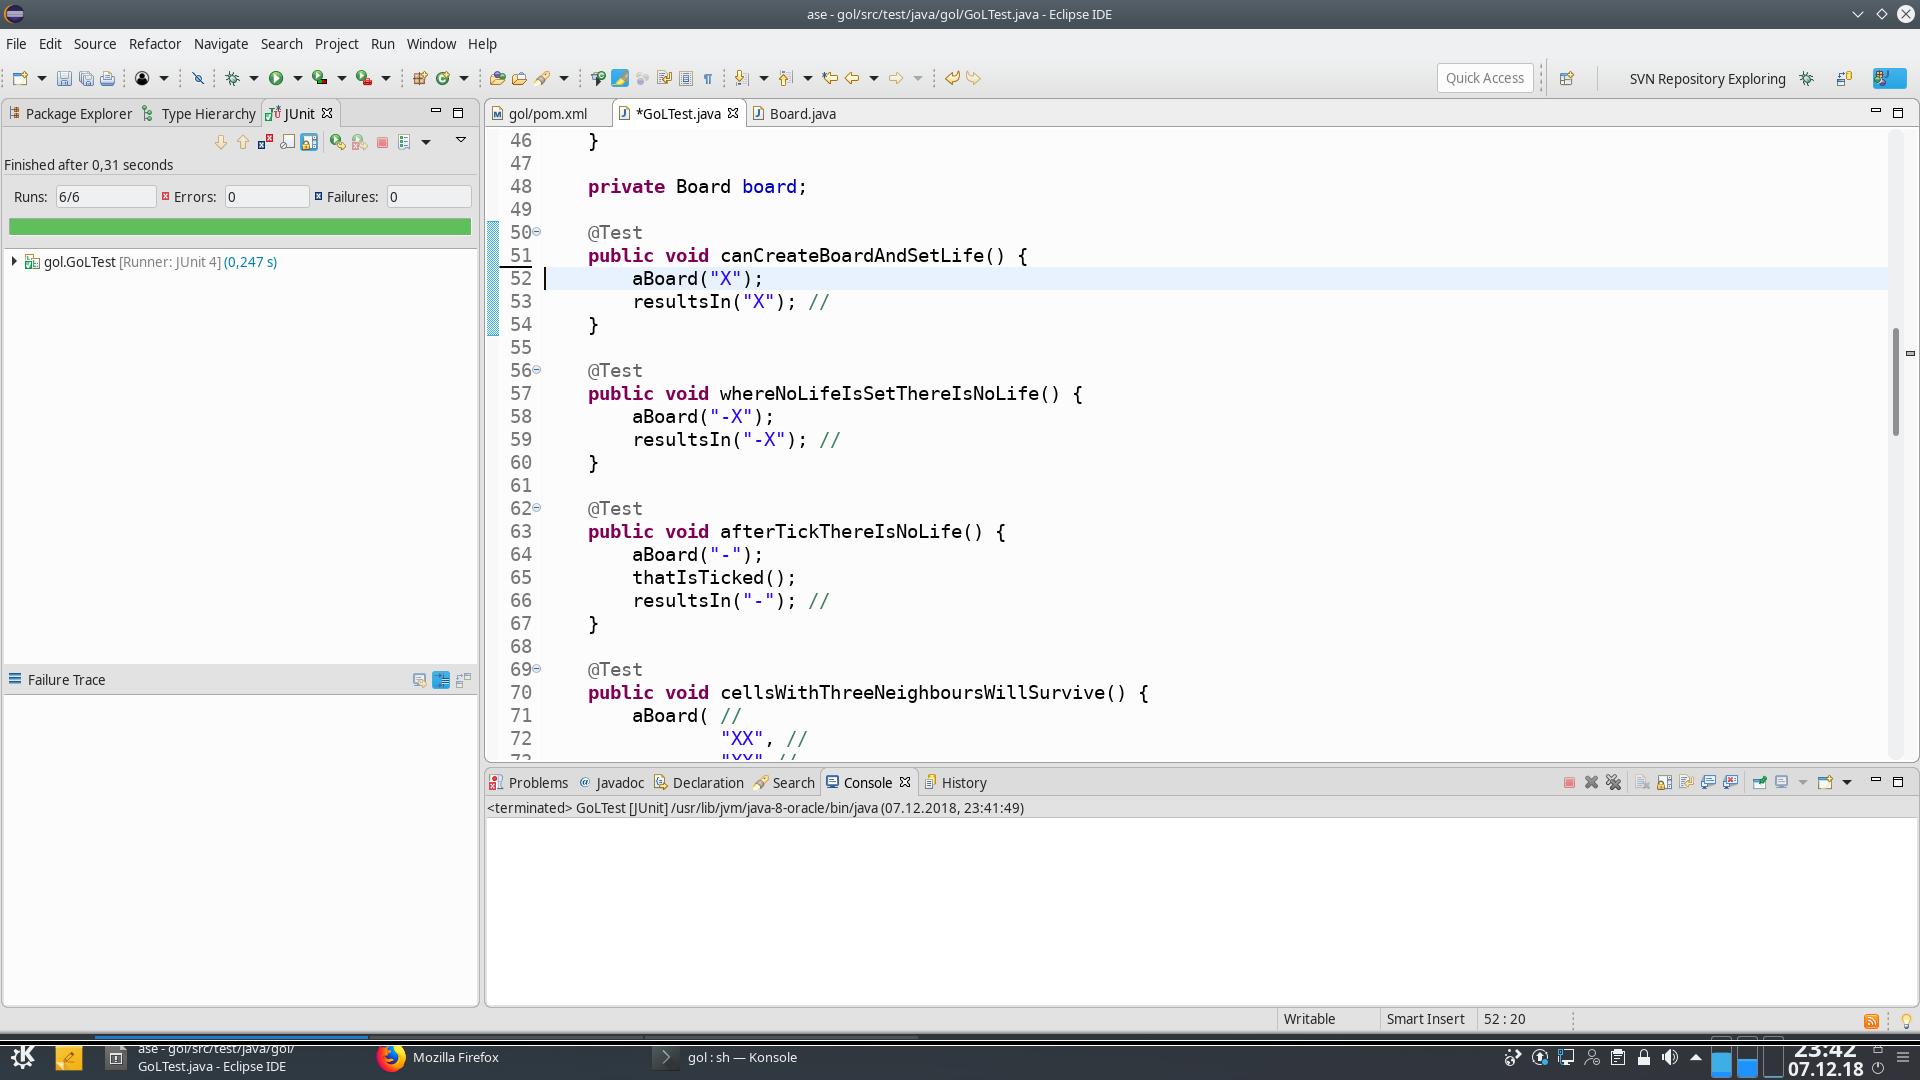 ase - gol/src/test/java/gol/GoLTest.java - Eclipse IDE
File Edit Source Refactor Navigate Search Project Run Window Help
Quick Access
SVN Repository Exploring
Package Explorer Type Hierarchy JUnit
Finished after 0,31 seconds
Runs: 6/6 Errors: 0 Failures: 0
gol.GoLTest [Runner: JUnit 4] (0,247 s)
Failure Trace
gol/pom.xml *GoLTest.java Board.java
46 }
47
48 private Board board;
49
50 @Test
51 public void canCreateBoardAndSetLife() {
52 aBoard("X");
53 resultsIn("X"); //
54 }
55
56 @Test
57 public void whereNoLifeIsSetThereIsNoLife() {
58 aBoard("-X");
59 resultsIn("-X"); //
60 }
61
62 @Test
63 public void afterTickThereIsNoLife() {
64 aBoard("-");
65 thatIsTicked();
66 resultsIn("-"); //
67 }
68
69 @Test
70 public void cellsWithThreeNeighboursWillSurvive() {
71 aBoard( //
72 "XX", //
Problems Javadoc Declaration Search Console History
<terminated> GoLTest [JUnit] /usr/lib/jvm/java-8-oracle/bin/java (07.12.2018, 23:41:49)
Writable Smart Insert 52 : 20
ase - gol/src/test/java/gol/
GoLTest.java - Eclipse IDE
Mozilla Firefox
gol : sh — Konsole
23:42
07.12.18